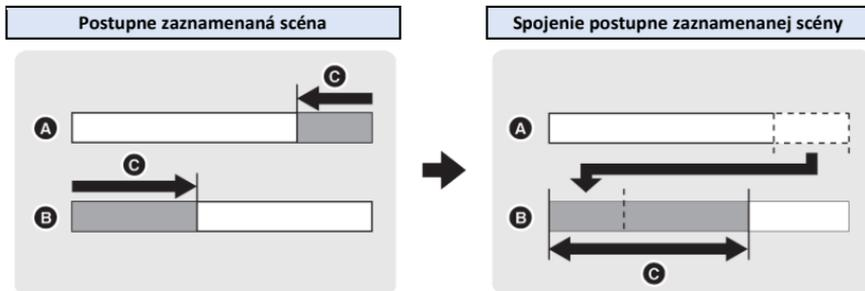 Postupne zaznamenaná scéna
Spojenie postupne zaznamenanej scény
C
A
A
C
B
B
C